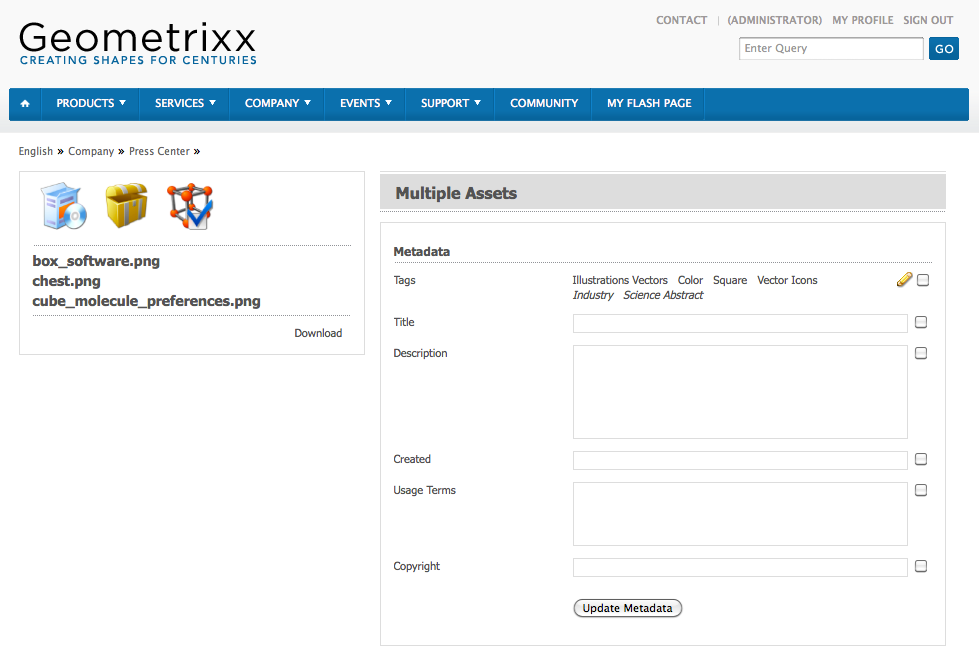 CONTACT | (ADMINISTRATOR) MY PROFILE SIGN OUT
Geometrixx
CREATING SHAPES FOR CENTURIES
Enter Query GO
PRODUCTS SERVICES COMPANY EVENTS SUPPORT COMMUNITY MY FLASH PAGE
English » Company » Press Center »
box_software.png
chest.png
cube_molecule_preferences.png
Download
Multiple Assets
Metadata
Tags Illustrations Vectors Color Square Vector Icons
Industry Science Abstract
Title
Description
Created
Usage Terms
Copyright
Update Metadata